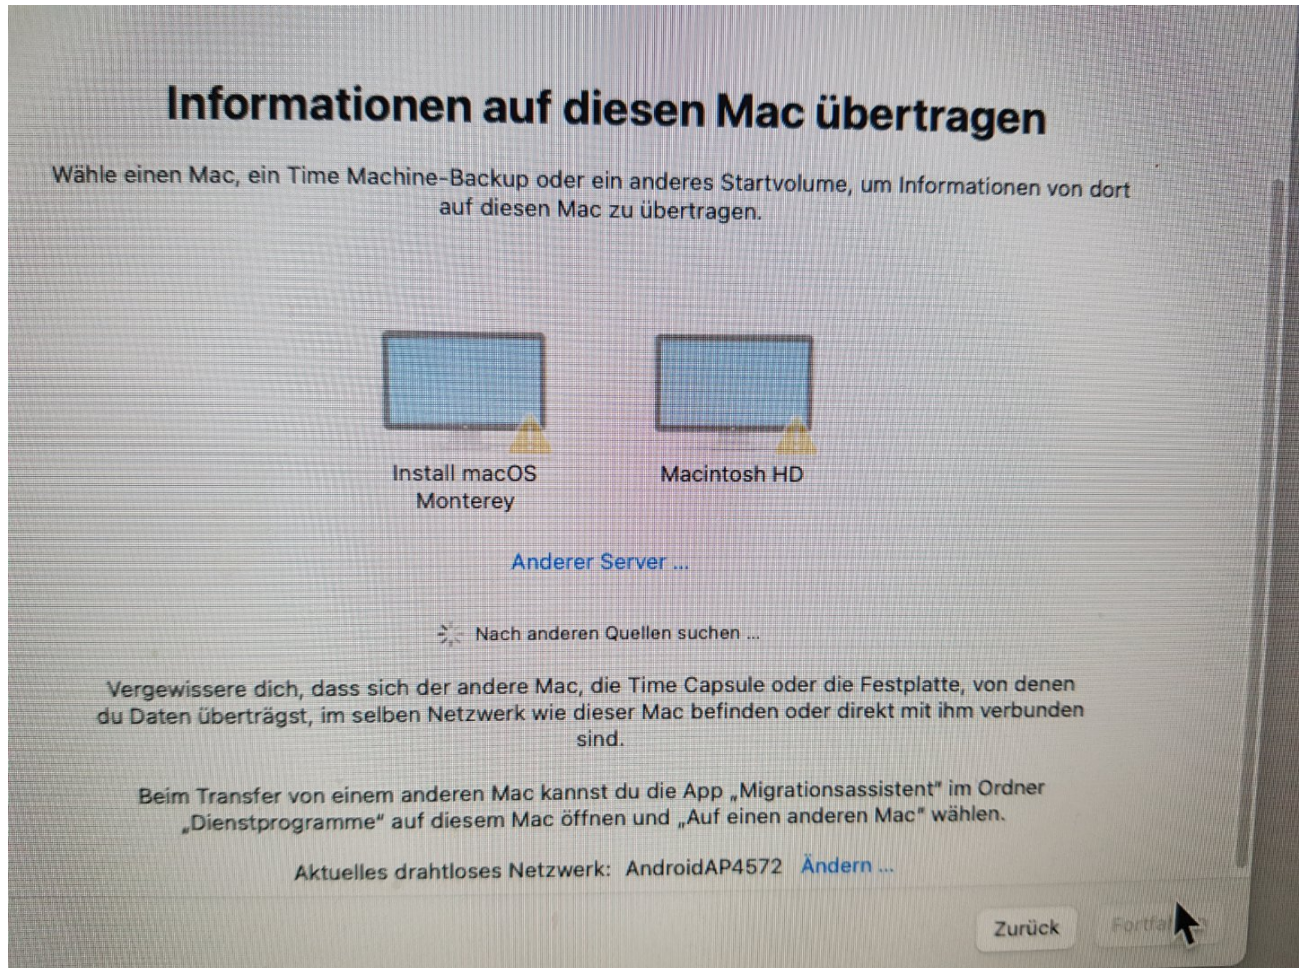 Informationen auf diesen Mac übertragen
Wähle einen Mac, ein Time Machine-Backup oder ein anderes Startvolume, um Informationen von dort
auf diesen Mac zu übertragen.
Install macOS
Monterey
Macintosh HD
Anderer Server ...
Nach anderen Quellen suchen ...
Vergewissere dich, dass sich der andere Mac, die Time Capsule oder die Festplatte, von denen
du Daten überträgst, im selben Netzwerk wie dieser Mac befinden oder direkt mit ihm verbunden
sind.
Beim Transfer von einem anderen Mac kannst du die App „Migrationsassistent" im Ordner
„Dienstprogramme" auf diesem Mac öffnen und „Auf einen anderen Mac" wählen.
Aktuelles drahtloses Netzwerk: AndroidAP4572 Ändern ...
Zurück